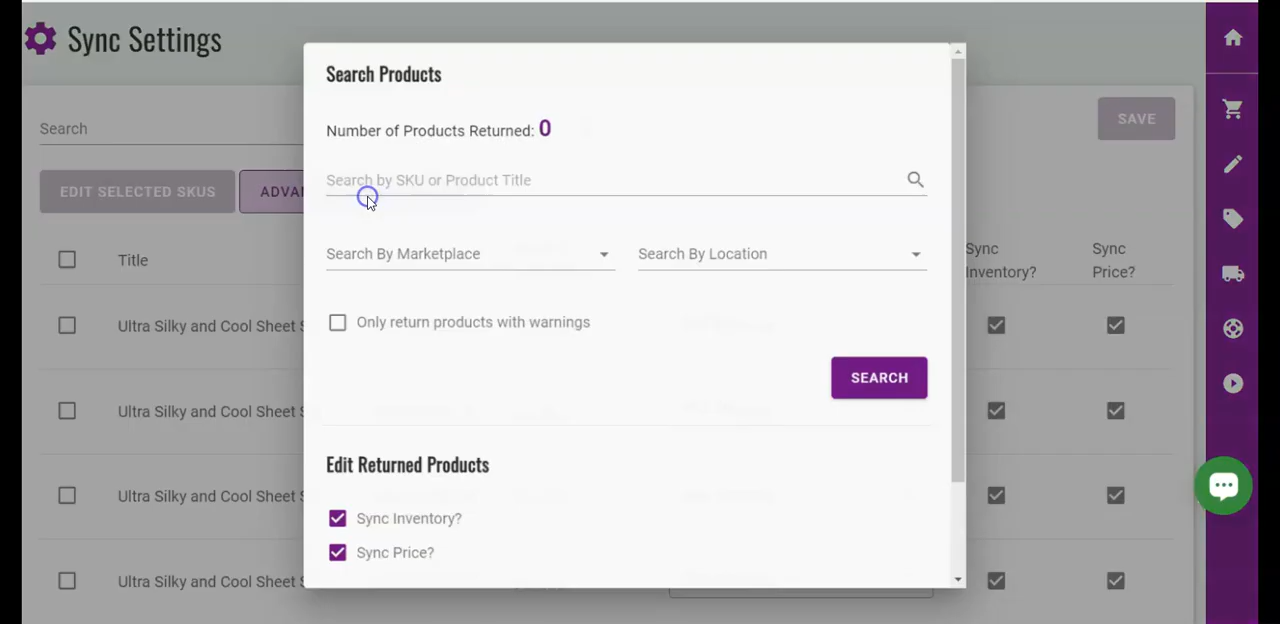 Sync Settings
Search Products
Number of Products Returned: 0
Search
SAVE
Search by SKU or Product Title
EDIT SELECTED SKUS
Search By Marketplace
Search By Location
Title
Sync Inventory?
Sync Price?
Only return products with warnings
Ultra Silky and Cool Sheet S
SEARCH
Ultra Silky and Cool Sheet S
Edit Returned Products
Ultra Silky and Cool Sheet S
Sync Inventory?
Sync Price?
Ultra Silky and Cool Sheet S